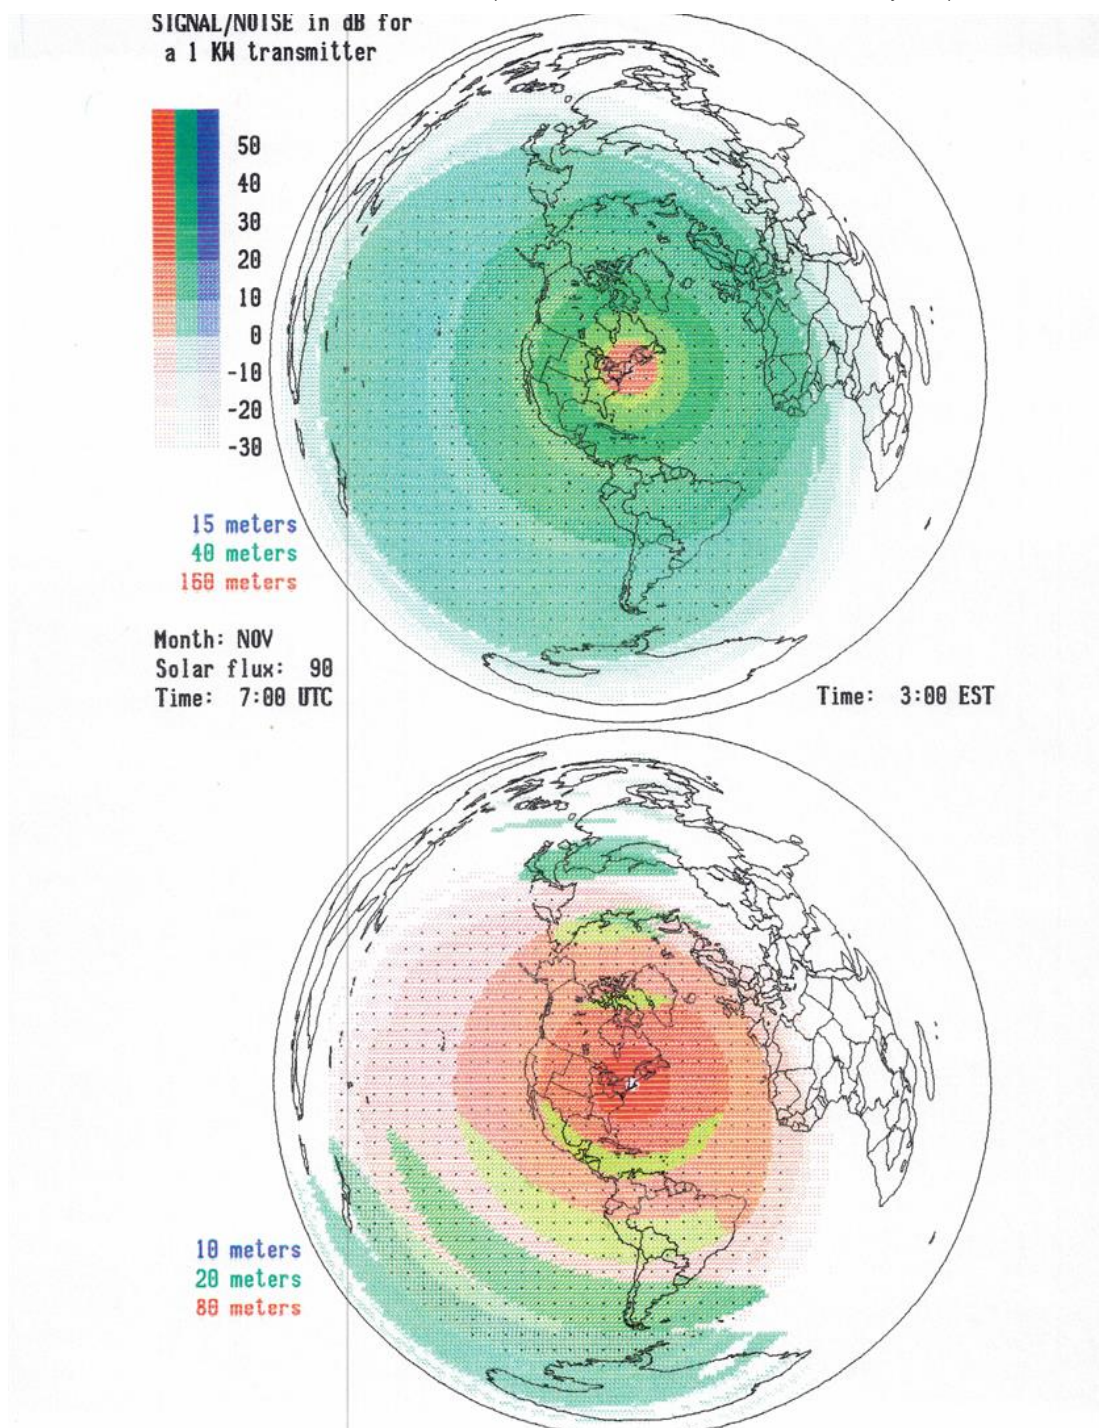 SIGNAL/NOISE in dB for
a 1 KW transmitter
50
40
30
20
10
0
-10
-20
-30
15 meters
40 meters
160 meters
Month: NOV
Solar flux: 90
Time: 7:00 UTC
Time: 3:00 EST
10 meters
20 meters
80 meters